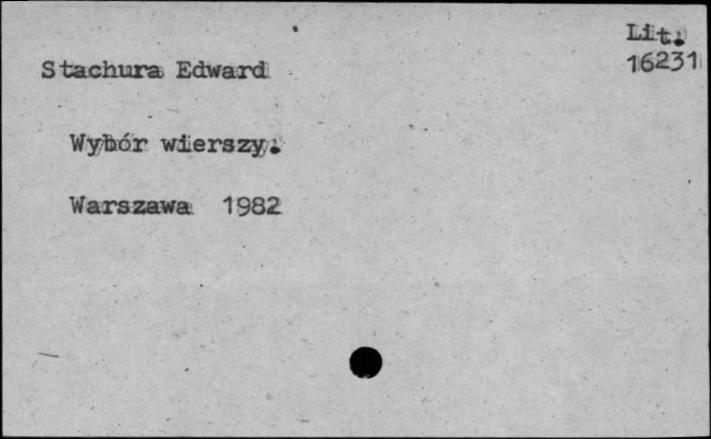 Lit.
16231
Stachura Edward
Wybór wierszy.
Warszawa 1982